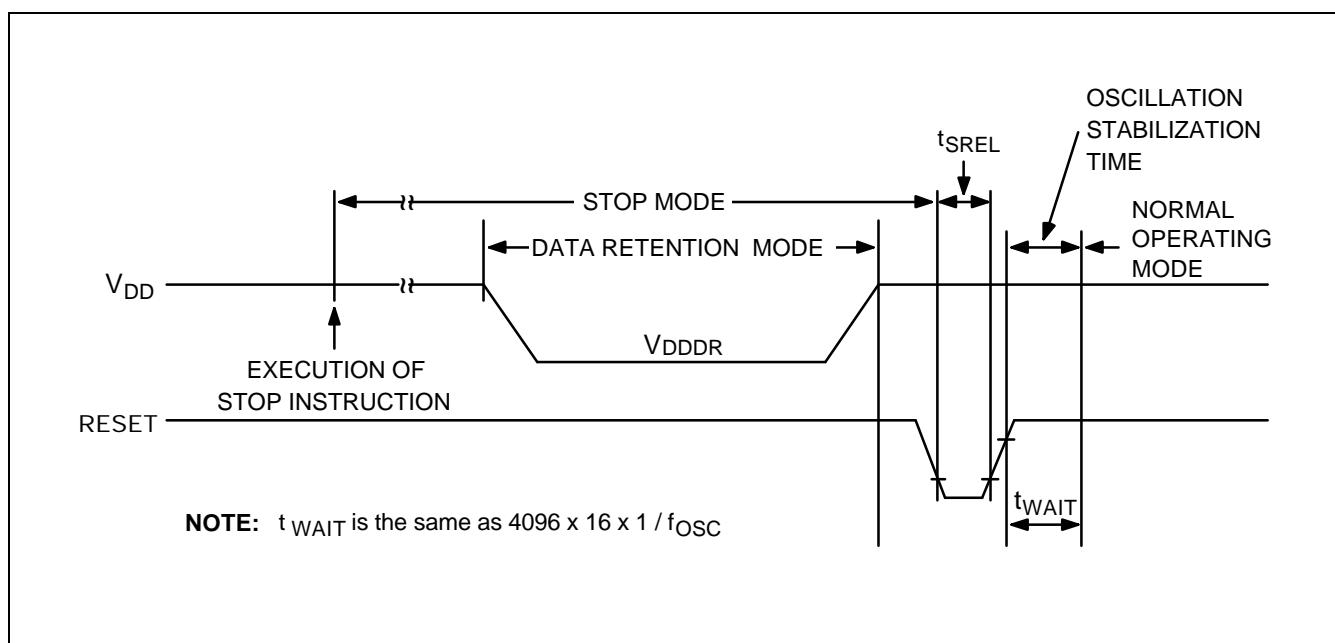 OSCILLATION
STABILIZATION
TIME
tSREL
STOP MODE
NORMAL
OPERATING
MODE
DATA RETENTION MODE
VDD
VDDDR
EXECUTION OF
STOP INSTRUCTION
RESET
tWAIT
NOTE: t WAIT is the same as 4096 x 16 x 1 / fOSC